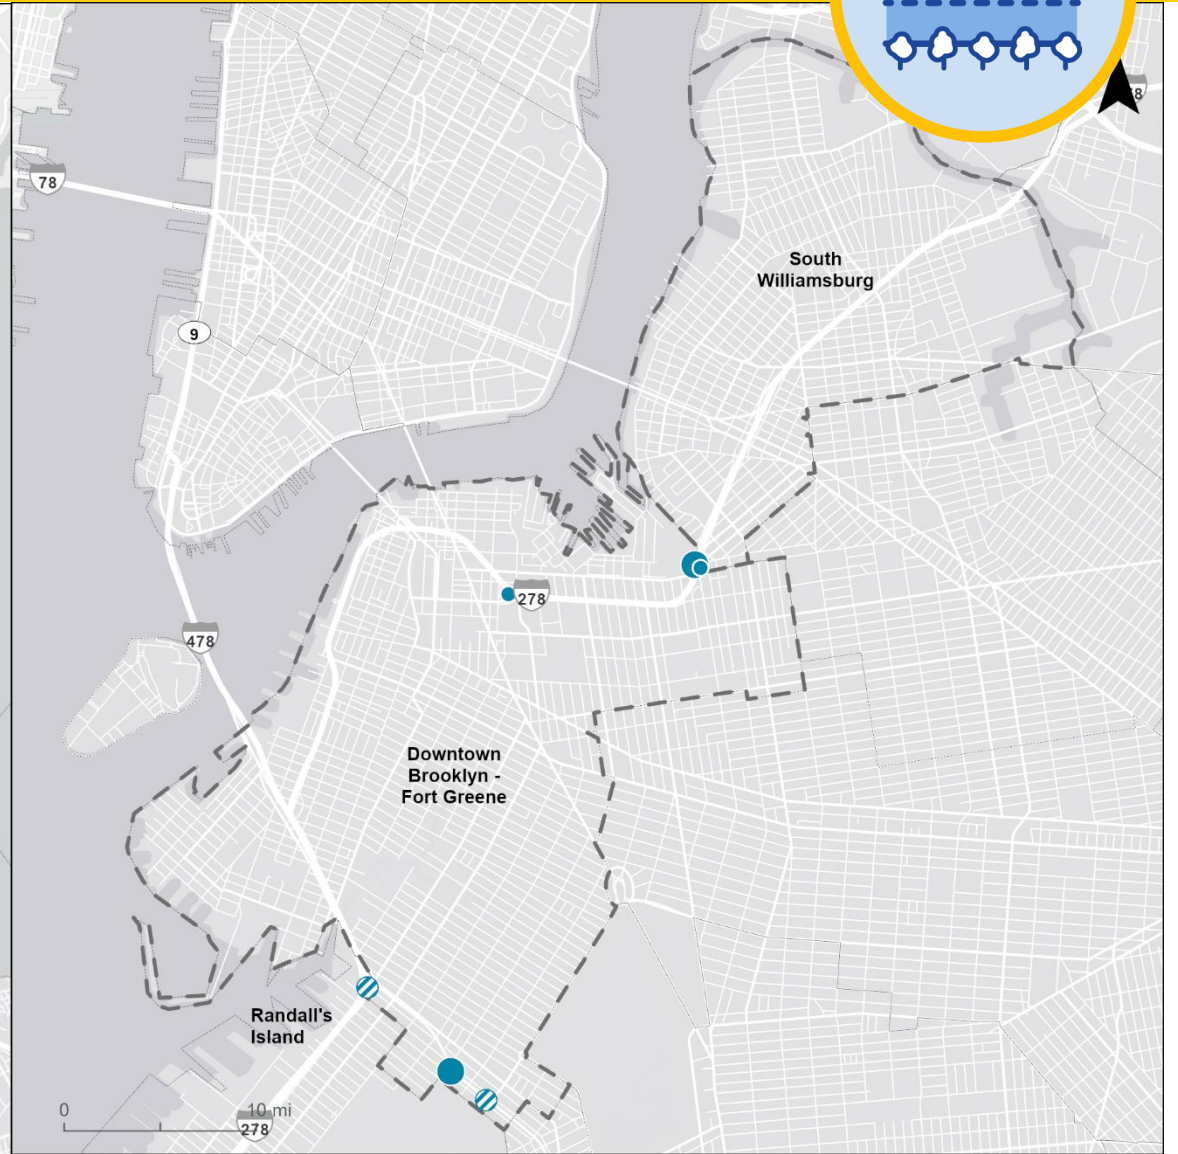 78
South
Williamsburg
9
278
478
Downtown
Brooklyn -
Fort Greene
Randall's
Island
0
10 mi
278